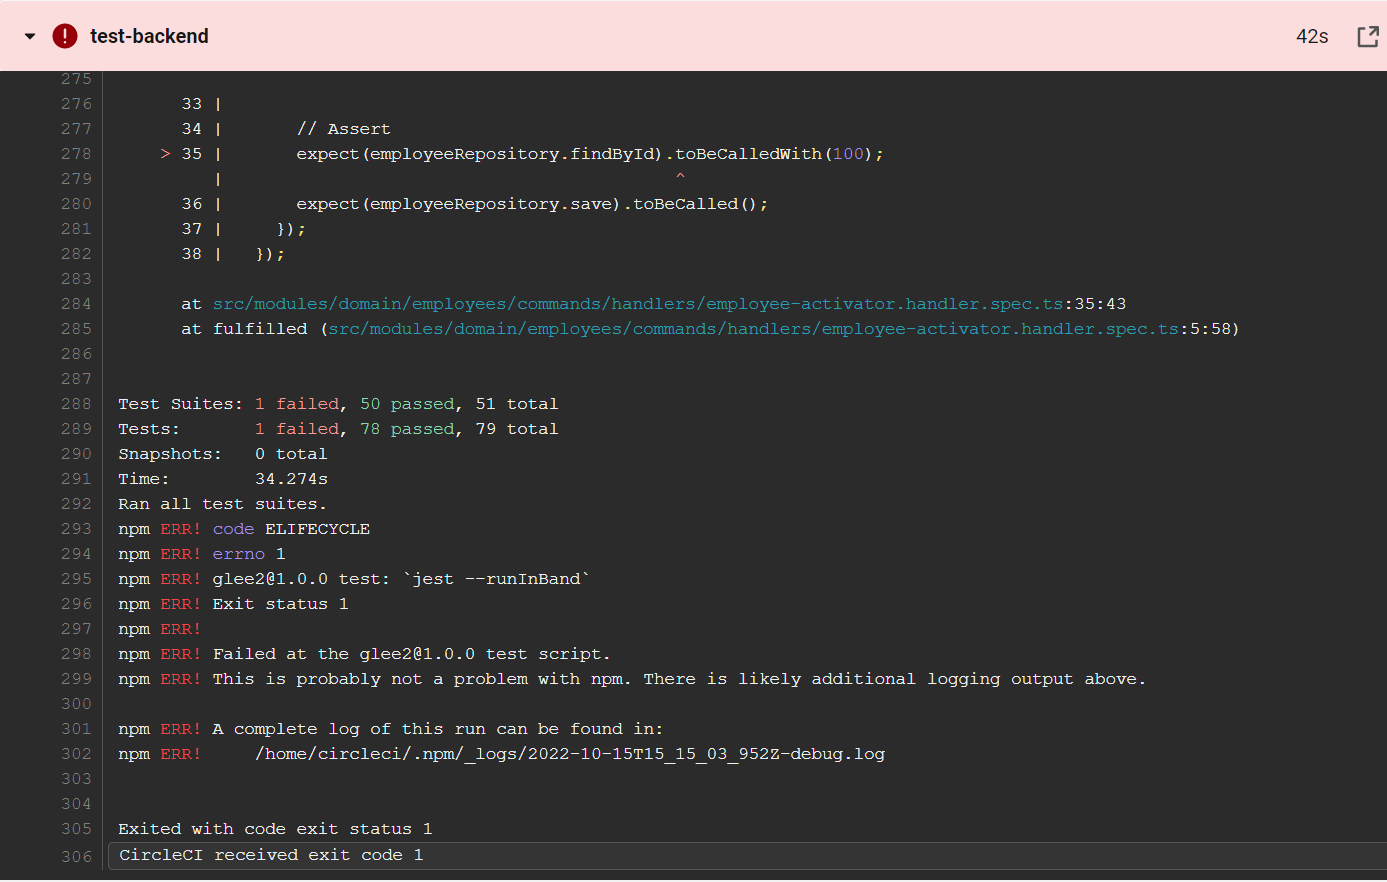 test-backend 42s
275
276 33 |
277 34 | // Assert
278 > 35 | expect(employeeRepository.findById).toBeCalledWith(100);
279 | ^
280 36 | expect(employeeRepository.save).toBeCalled();
281 37 | });
282 38 | });
283
284 at src/modules/domain/employees/commands/handlers/employee-activator.handler.spec.ts:35:43
285 at fulfilled (src/modules/domain/employees/commands/handlers/employee-activator.handler.spec.ts:5:58)
286
287
288 Test Suites: 1 failed, 50 passed, 51 total
289 Tests: 1 failed, 78 passed, 79 total
290 Snapshots: 0 total
291 Time: 34.274s
292 Ran all test suites.
293 npm ERR! code ELIFECYCLE
294 npm ERR! errno 1
295 npm ERR! glee2@1.0.0 test: `jest --runInBand`
296 npm ERR! Exit status 1
297 npm ERR!
298 npm ERR! Failed at the glee2@1.0.0 test script.
299 npm ERR! This is probably not a problem with npm. There is likely additional logging output above.
300
301 npm ERR! A complete log of this run can be found in:
302 npm ERR! /home/circleci/.npm/_logs/2022-10-15T15_15_03_952Z-debug.log
303
304
305 Exited with code exit status 1
306 CircleCI received exit code 1